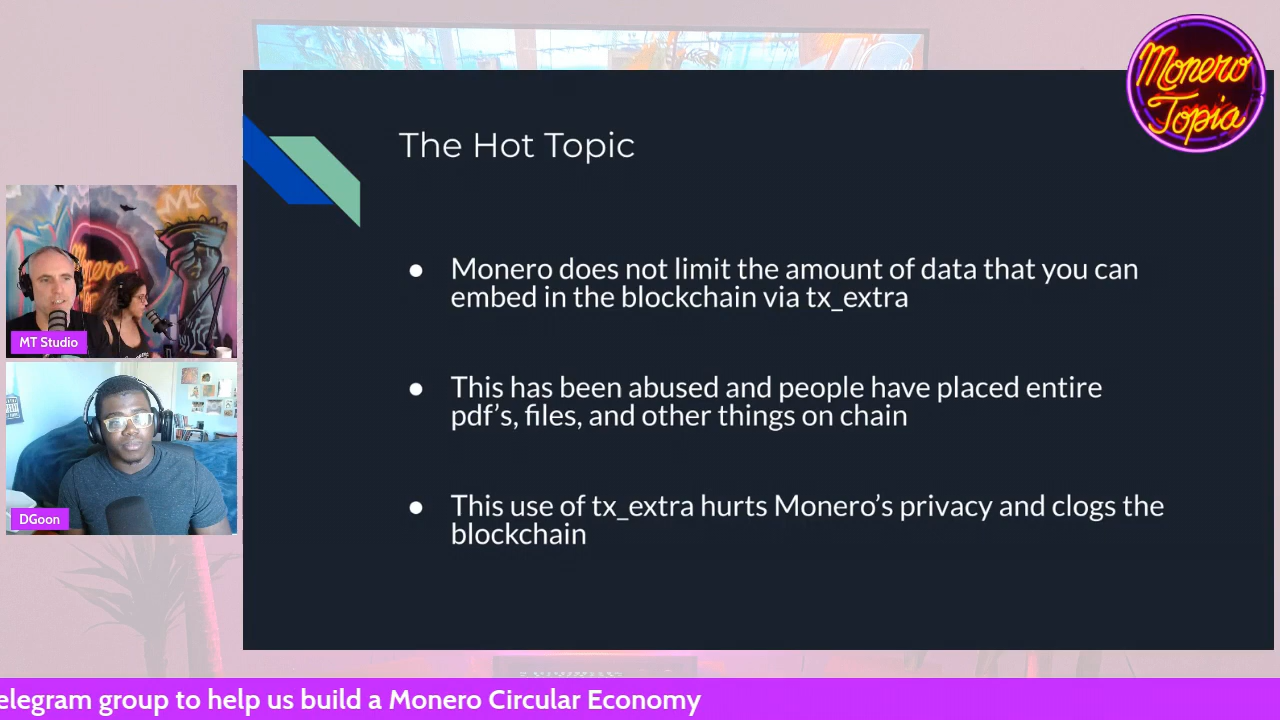 Monero
Topia
The Hot Topic
● Monero does not limit the amount of data that you can
embed in the blockchain via tx_extra
● This has been abused and people have placed entire
pdf’s, files, and other things on chain
● This use of tx_extra hurts Monero’s privacy and clogs the
blockchain
MT Studio
DGoon
elegram group to help us build a Monero Circular Economy